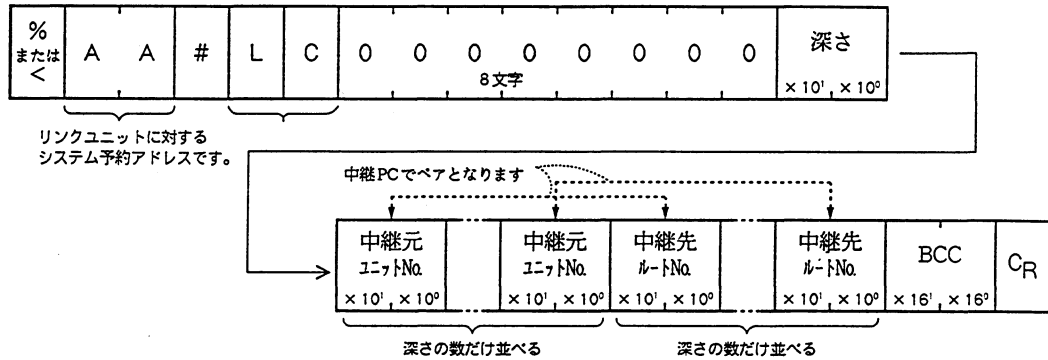 %
または
<
A A # L C 0 0 0 0 0 0 0 0
8文字
深さ
×10¹ ×10⁰
リンクユニットに対する
システム予約アドレスです。
中継PCでペアとなります
中継元
ユニットNo.
×10¹ ×10⁰
中継元
ユニットNo.
×10¹ ×10⁰
中継先
ルートNo.
×10¹ ×10⁰
中継先
ルートNo.
×10¹ ×10⁰
BCC
×16¹ ×16⁰
CR
深さの数だけ並べる
深さの数だけ並べる